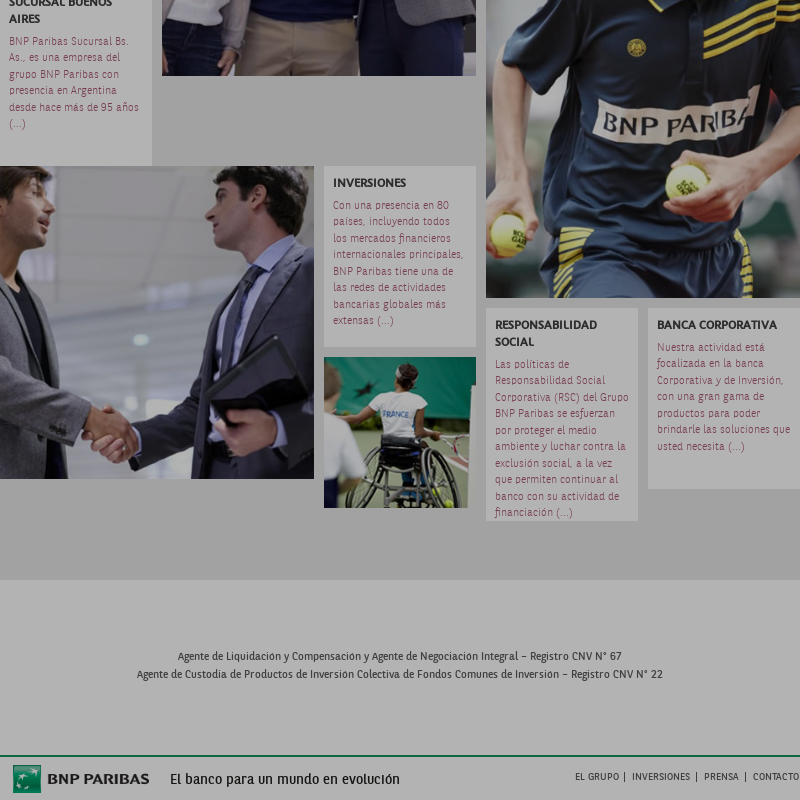 SUCURSAL BUENOS
AIRES
BNP Paribas Sucursal Bs.
As., es una empresa del
grupo BNP Paribas con
presencia en Argentina
desde hace más de 95 años
(...)
BNP PARIBA
INVERSIONES
Con una presencia en 80
países, incluyendo todos
los mercados financieros
internacionales principales,
BNP Paribas tiene una de
las redes de actividades
bancarias globales más
extensas (...)
FRANCE
RESPONSABILIDAD
SOCIAL
Las políticas de
Responsabilidad Social
Corporativa (RSC) del Grupo
BNP Paribas se esfuerzan
por proteger el medio
ambiente y luchar contra la
exclusión social, a la vez
que permiten continuar al
banco con su actividad de
financiación (...)
BANCA CORPORATIVA
Nuestra actividad está
focalizada en la banca
Corporativa y de Inversión,
con una gran gama de
productos para poder
brindarle las soluciones que
usted necesita (...)
Agente de Liquidación y Compensación y Agente de Negociación Integral – Registro CNV N° 67
Agente de Custodia de Productos de Inversión Colectiva de Fondos Comunes de Inversión – Registro CNV N° 22
BNP PARIBAS El banco para un mundo en evolución
EL GRUPO | INVERSIONES | PRENSA | CONTACTO